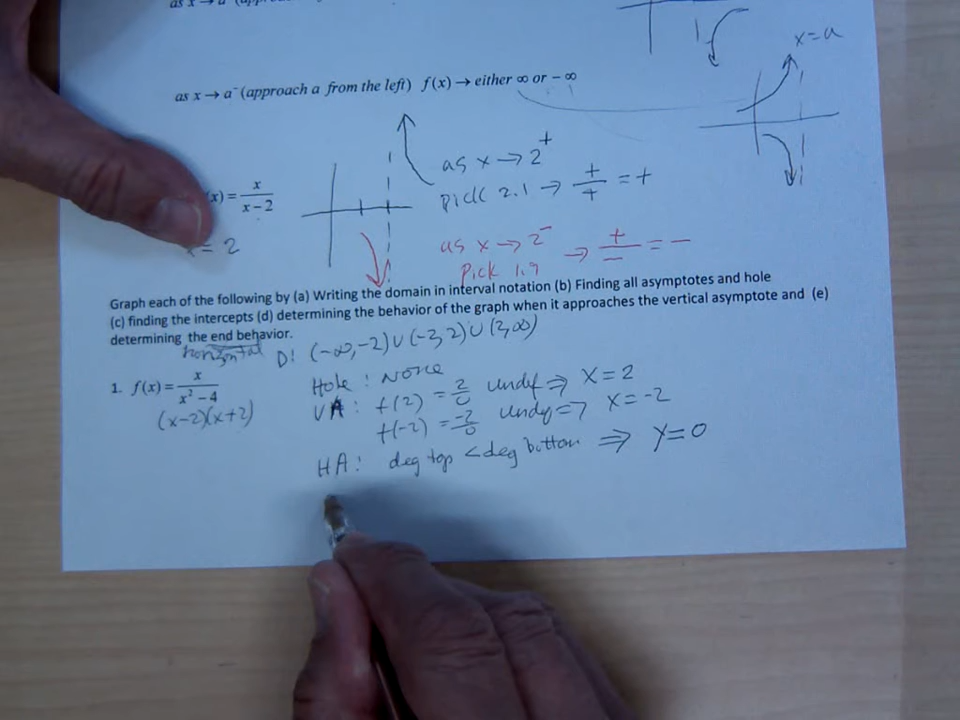 as x → a⁻ (approach a from the left) f(x) → either ∞ or − ∞
x=a
(x) = x/(x−2)
x = 2
as x → 2⁺
pick 2.1 → +/+ = +
as x → 2⁻ → +/− = −
pick 1.9
Graph each of the following by (a) Writing the domain in interval notation (b) Finding all asymptotes and hole
(c) finding the intercepts (d) determining the behavior of the graph when it approaches the vertical asymptote and (e)
determining the end behavior.
horizontal
D: (−∞,−2)∪(−2,2)∪(2,∞)
1. f(x) = x/(x²−4)
(x−2)(x+2)
Hole: None
VA: f(2) = 2/0 undef ⇒ x=2
f(−2) = −2/0 undef ⇒ x=−2
HA: deg top < deg bottom ⇒ y=0